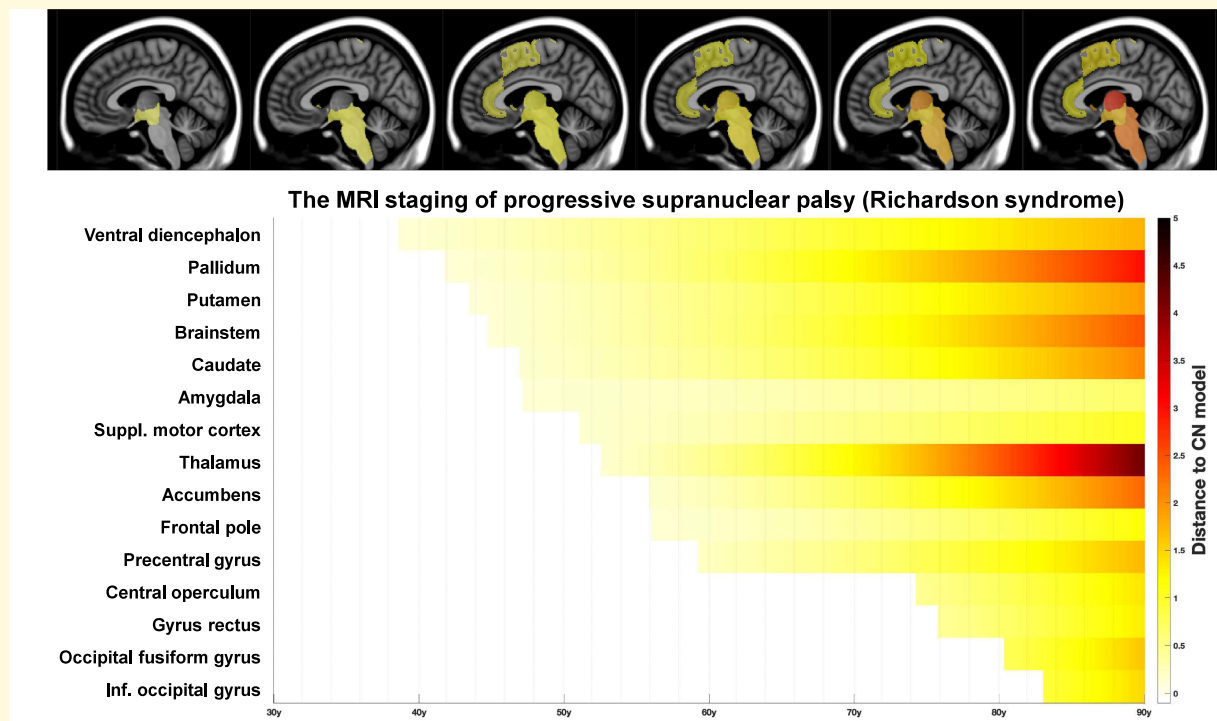 The MRI staging of progressive supranuclear palsy (Richardson syndrome)
Ventral diencephalon
Pallidum
Putamen
Brainstem
Caudate
Amygdala
Suppl. motor cortex
Thalamus
Accumbens
Frontal pole
Precentral gyrus
Central operculum
Gyrus rectus
Occipital fusiform gyrus
Inf. occipital gyrus
30y 40y 50y 60y 70y 80y 90y
5
4.5
4
3.5
3
2.5
2
1.5
1
0.5
0
Distance to CN model